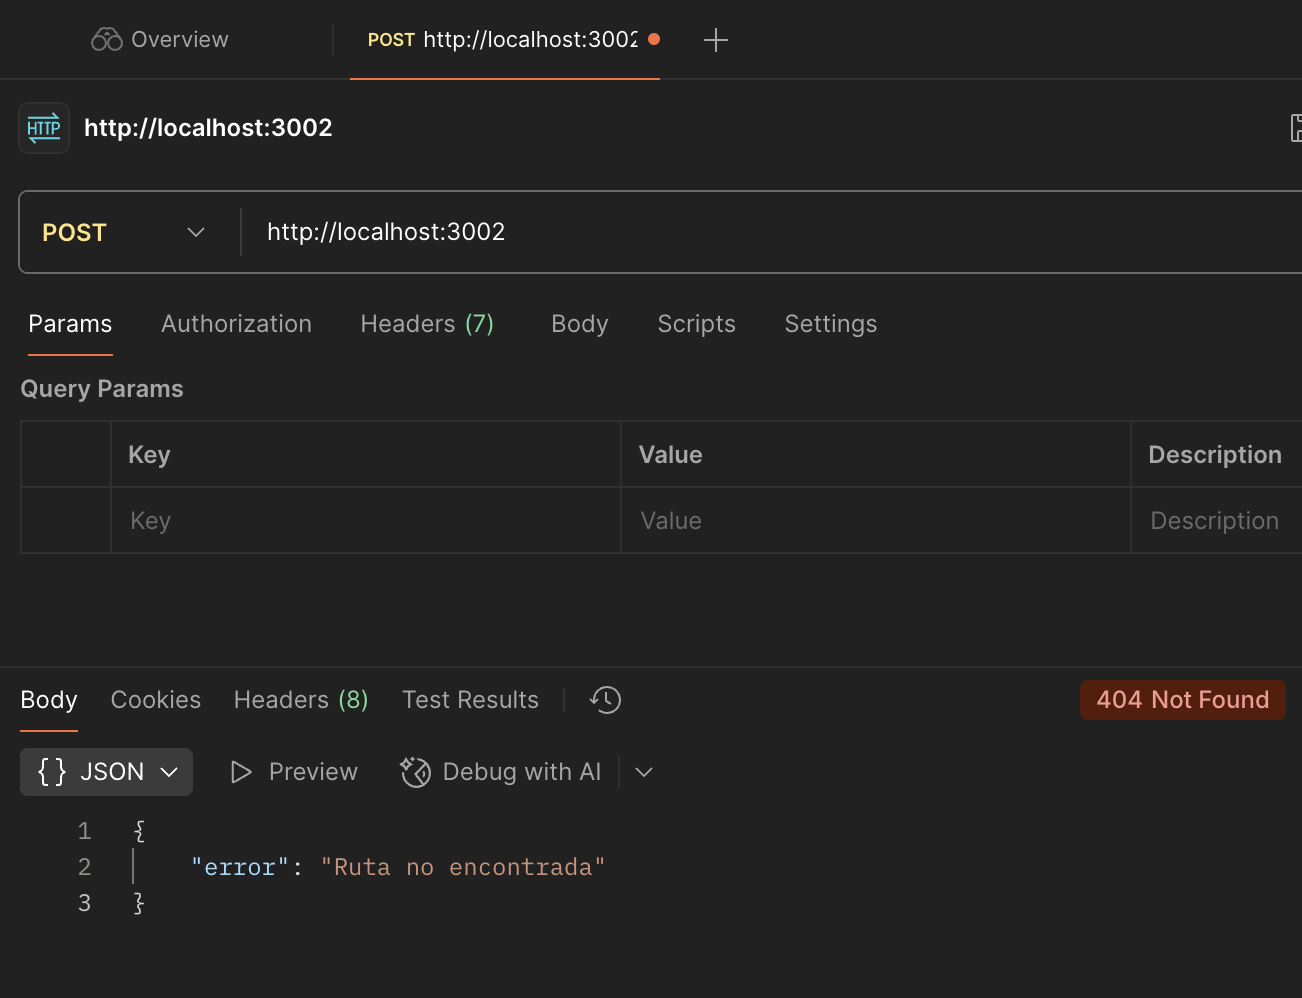 Overview
POST http://localhost:3002
HTTP http://localhost:3002
POST http://localhost:3002
Params Authorization Headers (7) Body Scripts Settings
Query Params
Key Value Description
Key Value Description
Body Cookies Headers (8) Test Results 404 Not Found
{} JSON Preview Debug with AI
1 {
2 "error": "Ruta no encontrada"
3 }